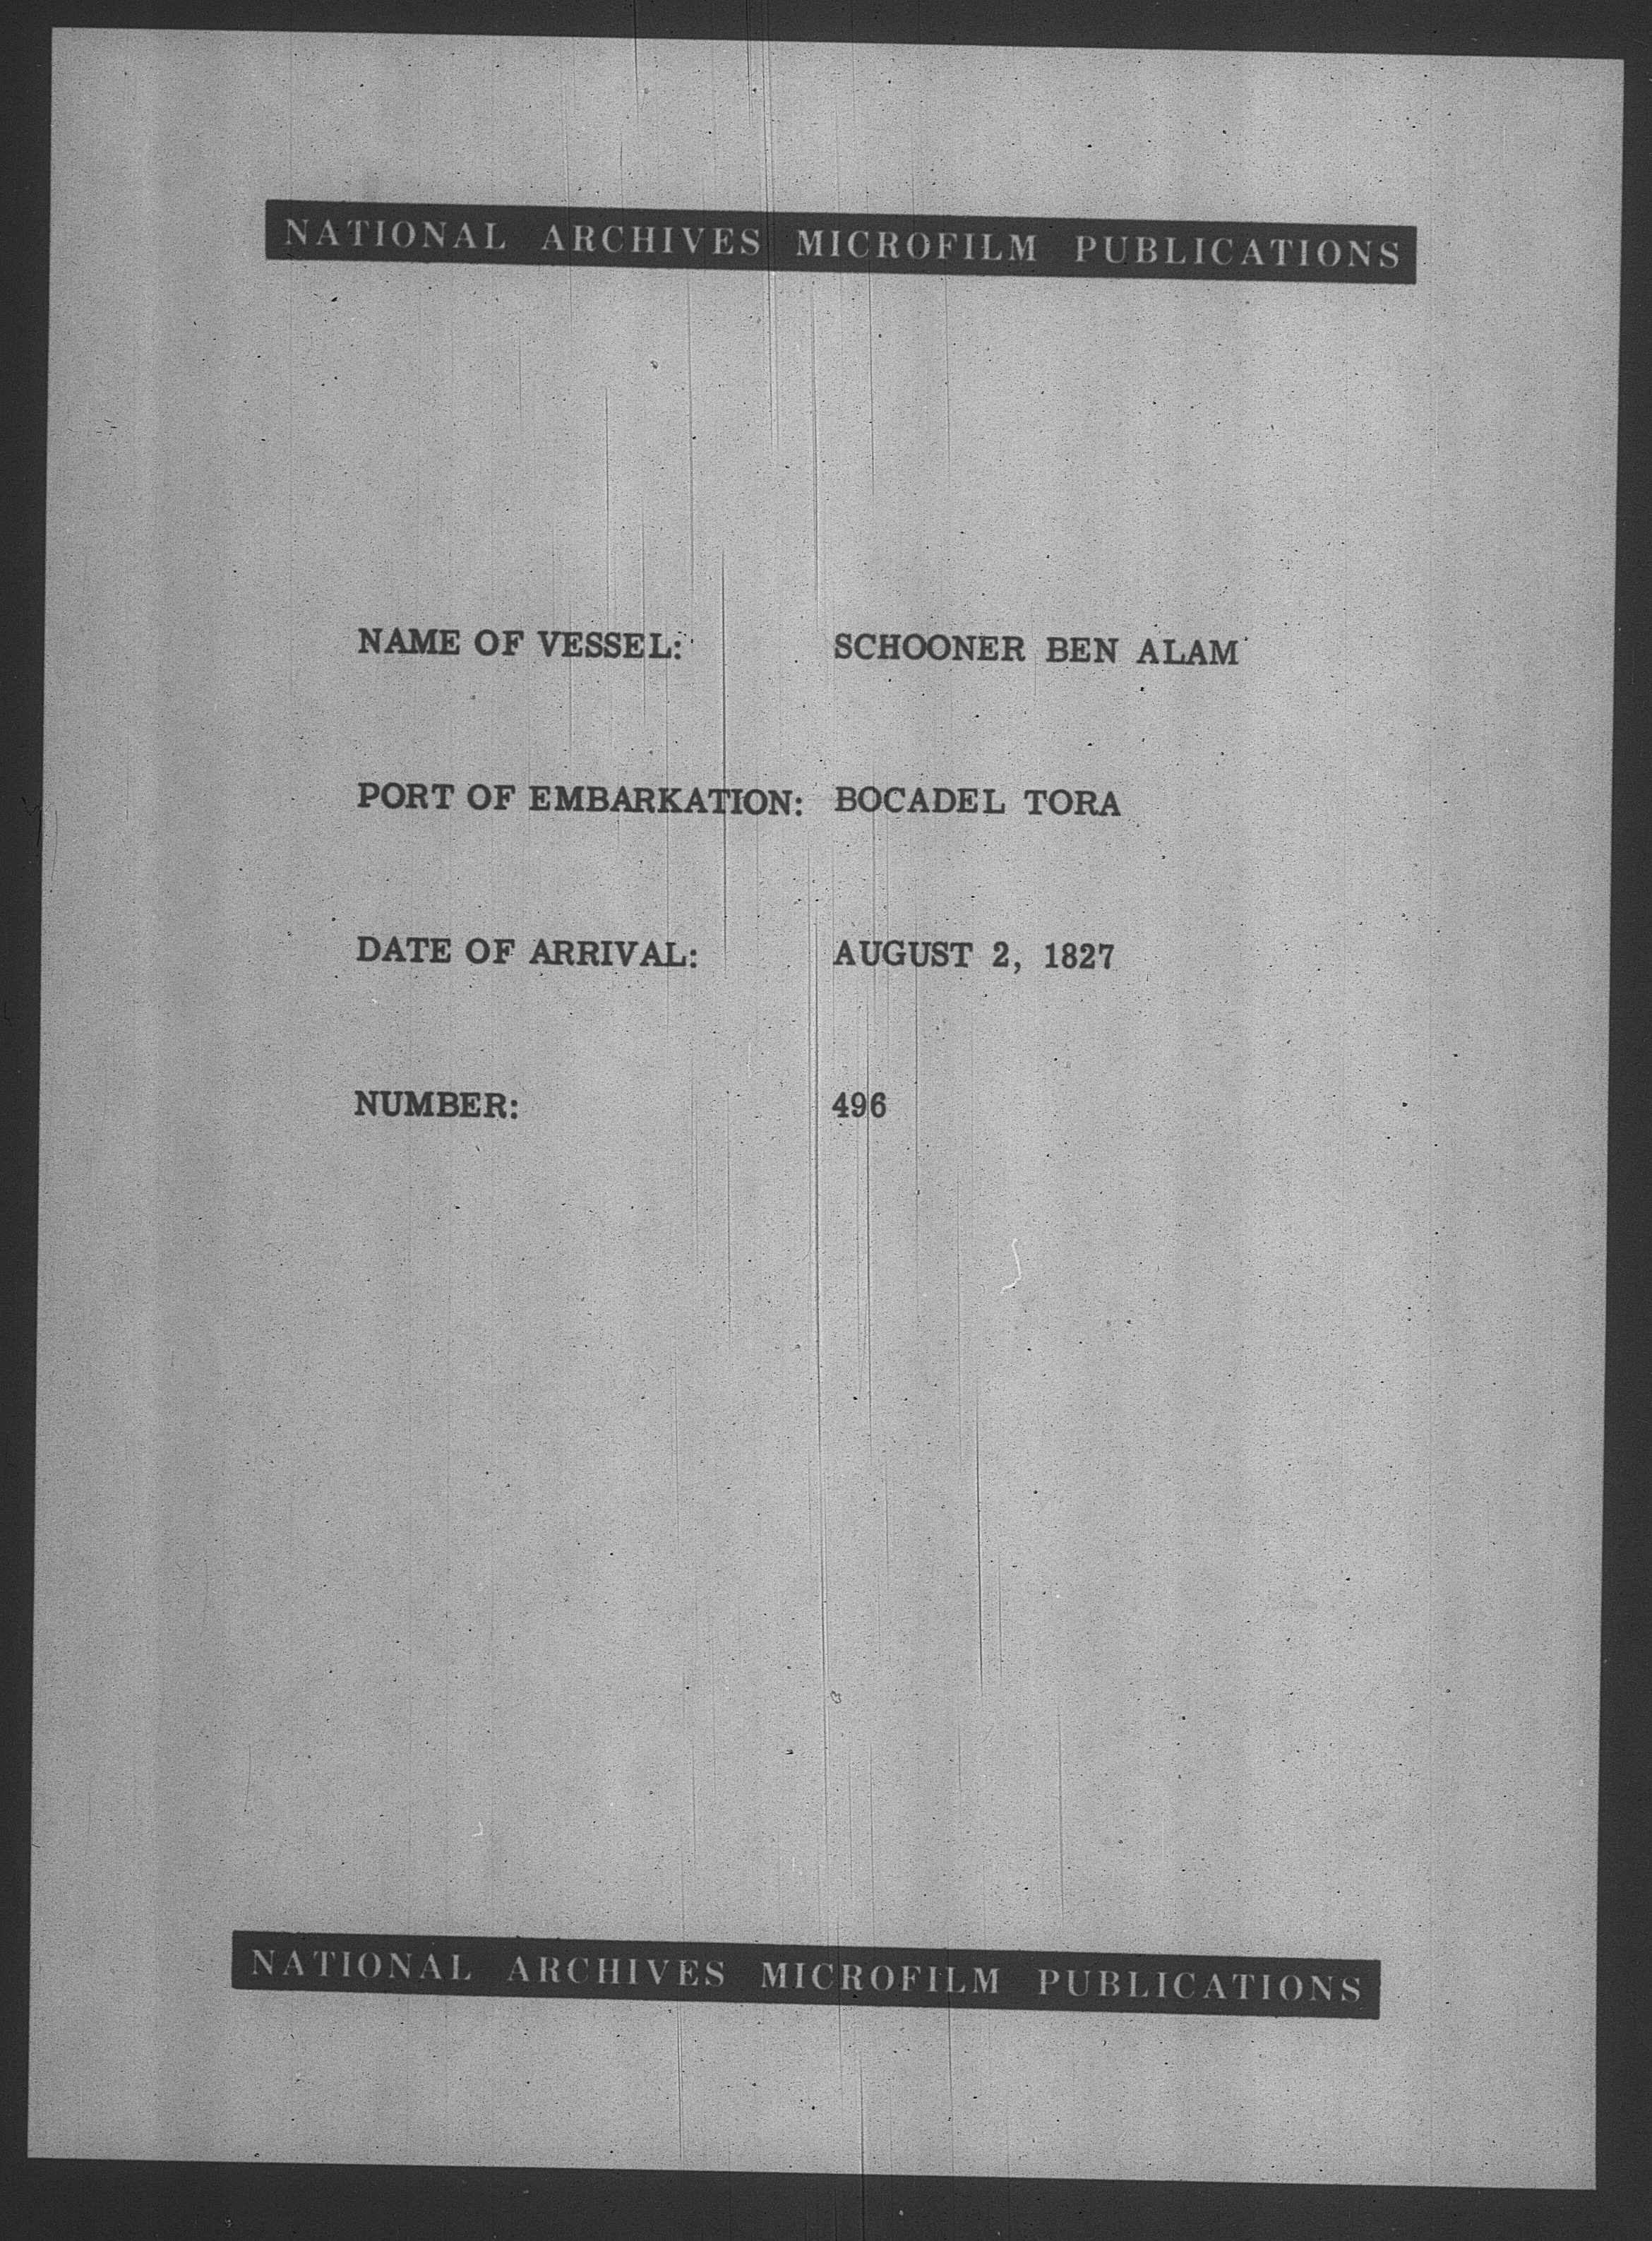 NATIONAL ARCHIVES MICROFILM PUBLICATIONS
NAME OF VESSEL: SCHOONER BEN ALAM
PORT OF EMBARKATION: BOCADEL TORA
DATE OF ARRIVAL: AUGUST 2, 1827
NUMBER: 496
NATIONAL ARCHIVES MICROFILM PUBLICATIONS